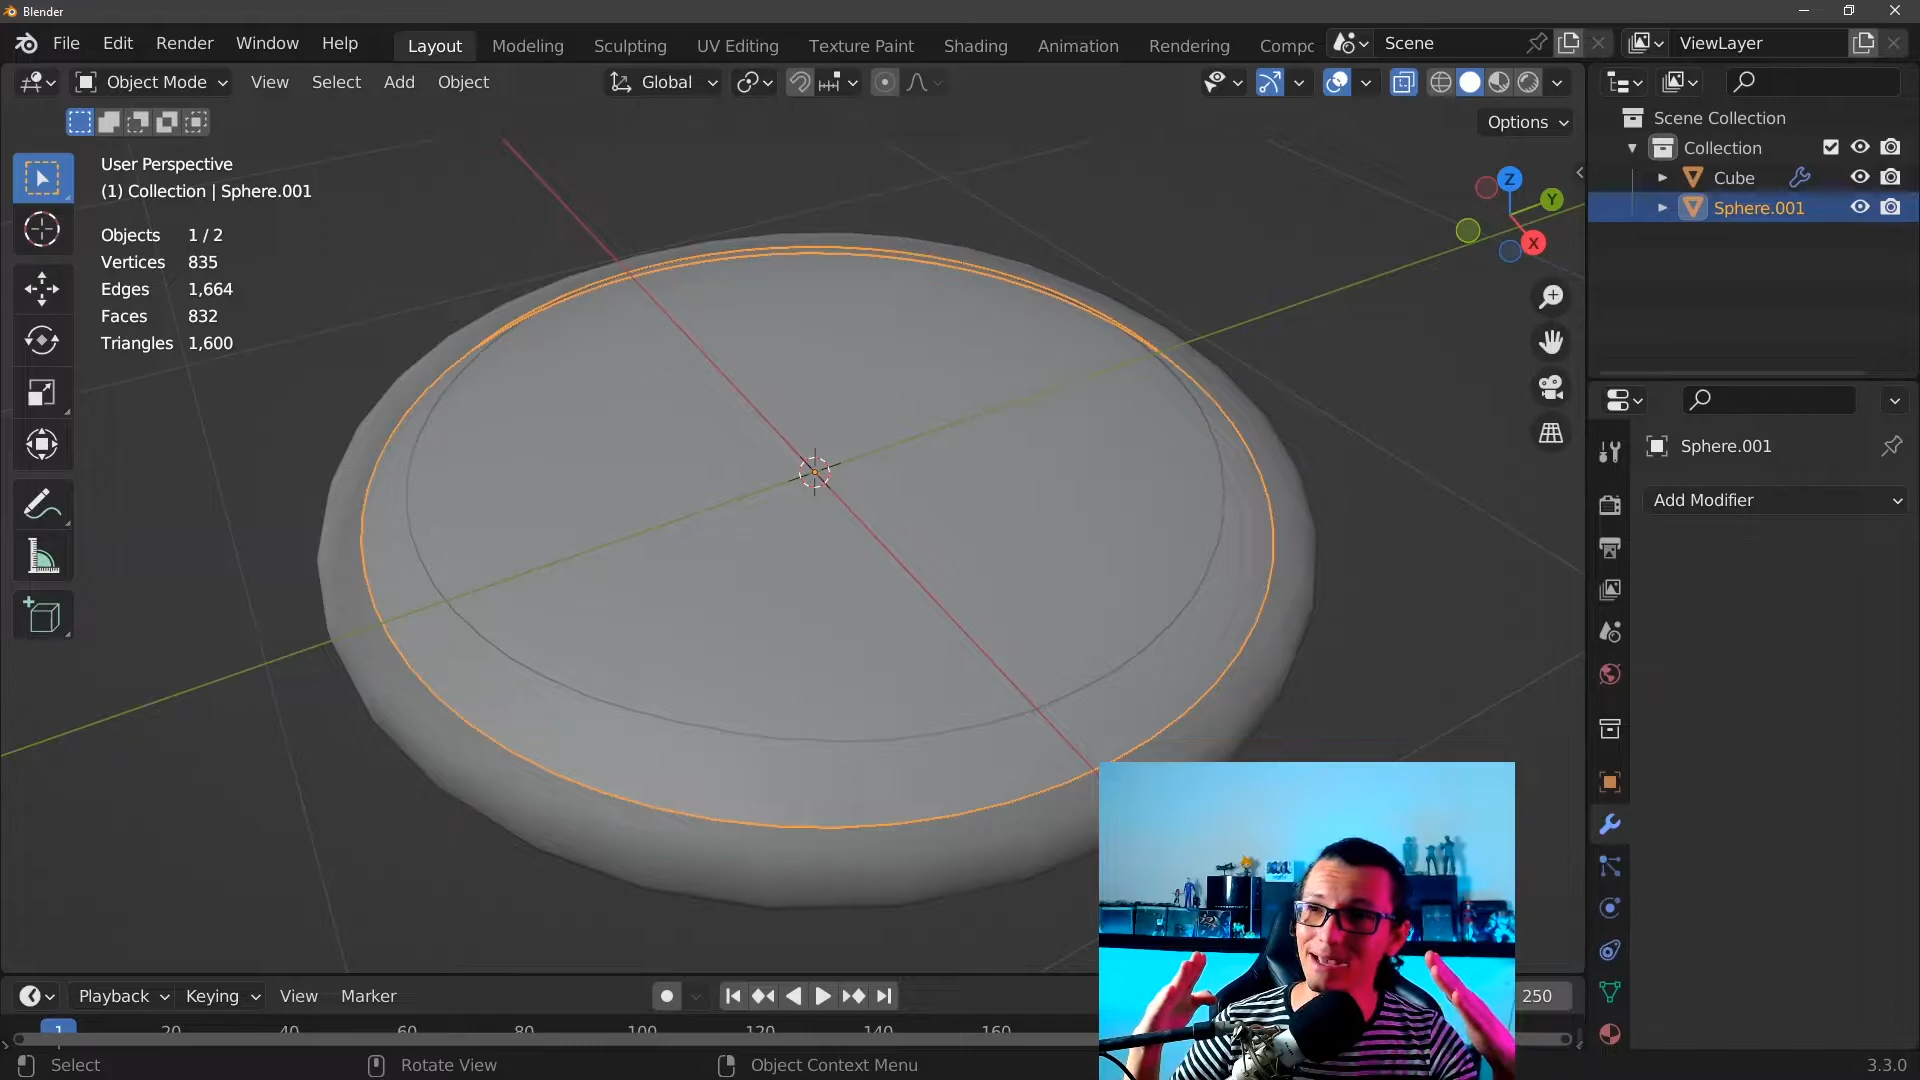 Blender
File Edit Render Window Help Layout Modeling Sculpting UV Editing Texture Paint Shading Animation Rendering Compc Scene ViewLayer
Object Mode View Select Add Object Global
Options
User Perspective
(1) Collection | Sphere.001
Objects 1 / 2
Vertices 835
Edges 1,664
Faces 832
Triangles 1,600
Z
Y
X
Scene Collection
Collection
Cube
Sphere.001
Sphere.001
Add Modifier
Playback Keying View Marker 250
1 20 40 60 80 100 120 140 160
Select Rotate View Object Context Menu 3.3.0